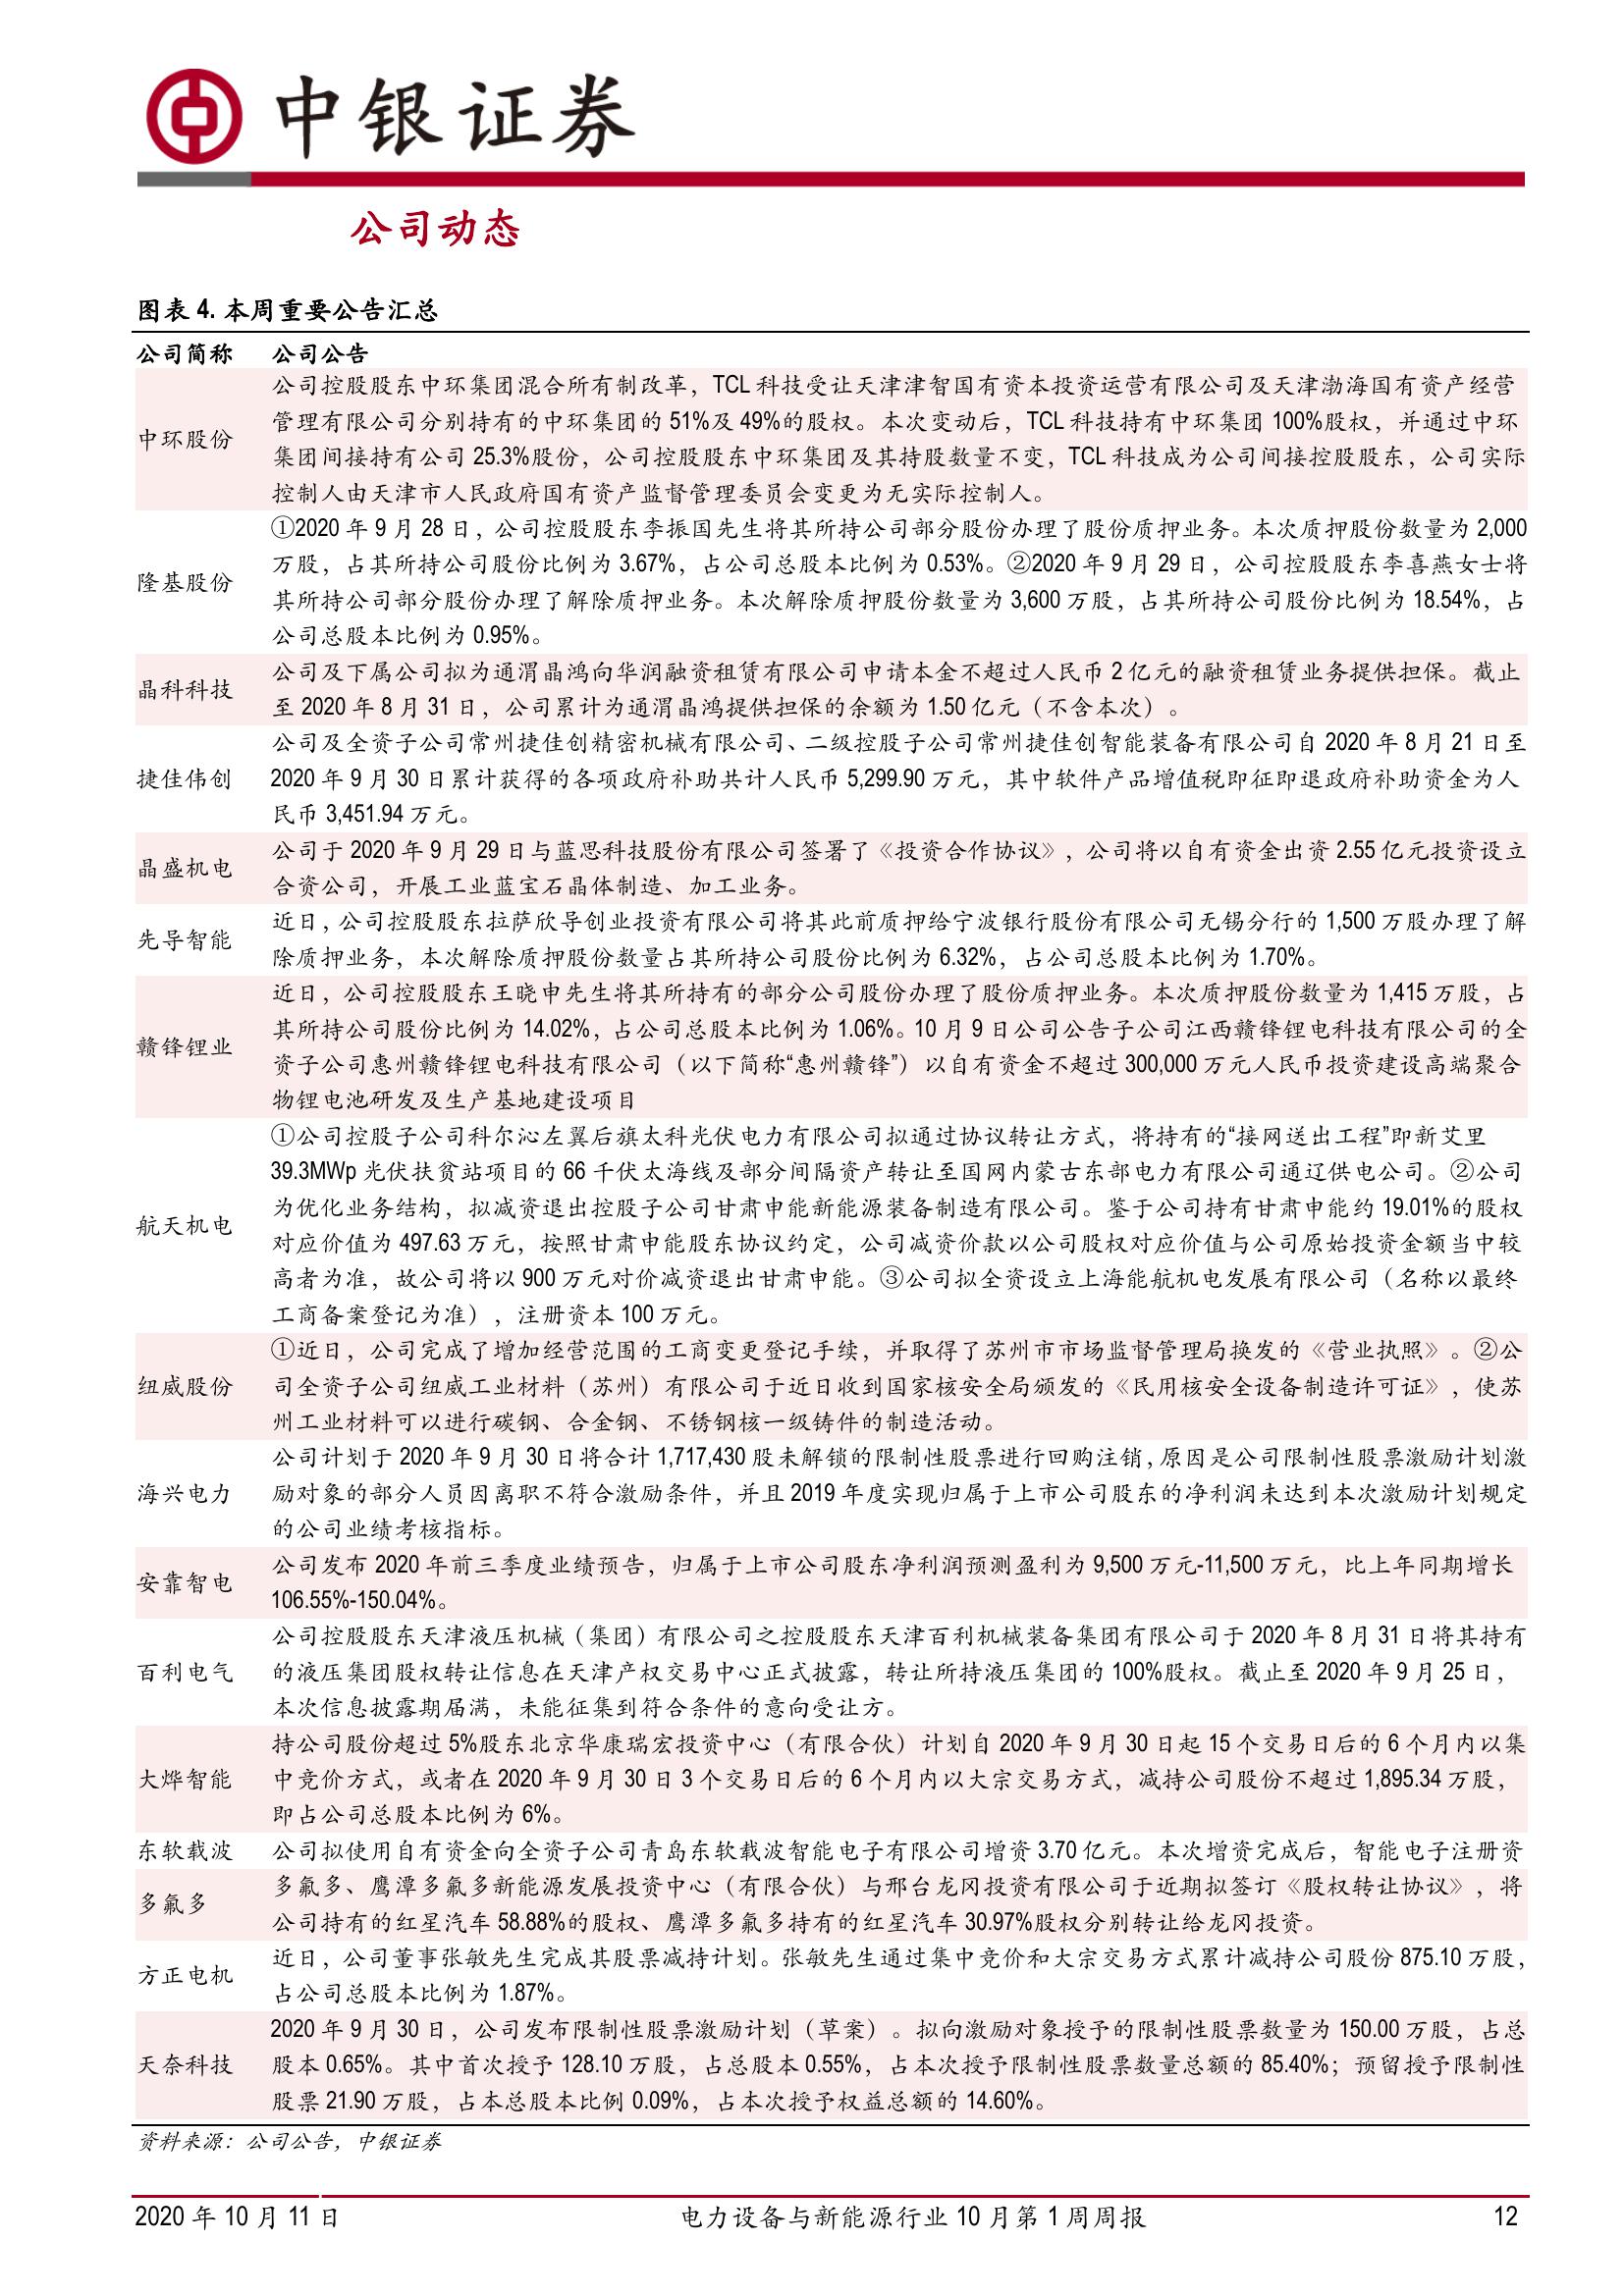 中银证券
公司动态
图表 4. 本周重要公告汇总
公司简称 公司公告
中环股份
公司控股股东中环集团混合所有制改革，TCL 科技受让天津津智国有资本投资运营有限公司及天津渤海国有资产经营
管理有限公司分别持有的中环集团的 51%及 49%的股权。本次变动后，TCL 科技持有中环集团 100%股权，并通过中环
集团间接持有公司 25.3%股份，公司控股股东中环集团及其持股数量不变，TCL 科技成为公司间接控股股东，公司实际
控制人由天津市人民政府国有资产监督管理委员会变更为无实际控制人。
隆基股份
①2020 年 9 月 28 日，公司控股股东李振国先生将其所持公司部分股份办理了股份质押业务。本次质押股份数量为 2,000
万股，占其所持公司股份比例为 3.67%，占公司总股本比例为 0.53%。②2020 年 9 月 29 日，公司控股股东李喜燕女士将
其所持公司部分股份办理了解除质押业务。本次解除质押股份数量为 3,600 万股，占其所持公司股份比例为 18.54%，占
公司总股本比例为 0.95%。
晶科科技
公司及下属公司拟为通渭晶鸿向华润融资租赁有限公司申请本金不超过人民币 2 亿元的融资租赁业务提供担保。截止
至 2020 年 8 月 31 日，公司累计为通渭晶鸿提供担保的余额为 1.50 亿元（不含本次）。
捷佳伟创
公司及全资子公司常州捷佳创精密机械有限公司、二级控股子公司常州捷佳创智能装备有限公司自 2020 年 8 月 21 日至
2020 年 9 月 30 日累计获得的各项政府补助共计人民币 5,299.90 万元，其中软件产品增值税即征即退政府补助资金为人
民币 3,451.94 万元。
晶盛机电
公司于 2020 年 9 月 29 日与蓝思科技股份有限公司签署了《投资合作协议》，公司将以自有资金出资 2.55 亿元投资设立
合资公司，开展工业蓝宝石晶体制造、加工业务。
先导智能
近日，公司控股股东拉萨欣导创业投资有限公司将其此前质押给宁波银行股份有限公司无锡分行的 1,500 万股办理了解
除质押业务，本次解除质押股份数量占其所持公司股份比例为 6.32%，占公司总股本比例为 1.70%。
赣锋锂业
近日，公司控股股东王晓申先生将其所持有的部分公司股份办理了股份质押业务。本次质押股份数量为 1,415 万股，占
其所持公司股份比例为 14.02%，占公司总股本比例为 1.06%。10 月 9 日公司公告子公司江西赣锋锂电科技有限公司的全
资子公司惠州赣锋锂电科技有限公司（以下简称“惠州赣锋”）以自有资金不超过 300,000 万元人民币投资建设高端聚合
物锂电池研发及生产基地建设项目
航天机电
①公司控股子公司科尔沁左翼后旗太科光伏电力有限公司拟通过协议转让方式，将持有的“接网送出工程”即新艾里
39.3MWp 光伏扶贫站项目的 66 千伏太海线及部分间隔资产转让至国网内蒙古东部电力有限公司通辽供电公司。②公司
为优化业务结构，拟减资退出控股子公司甘肃申能新能源装备制造有限公司。鉴于公司持有甘肃申能约 19.01%的股权
对应价值为 497.63 万元，按照甘肃申能股东协议约定，公司减资价款以公司股权对应价值与公司原始投资金额当中较
高者为准，故公司将以 900 万元对价减资退出甘肃申能。③公司拟全资设立上海能航机电发展有限公司（名称以最终
工商备案登记为准），注册资本 100 万元。
纽威股份
①近日，公司完成了增加经营范围的工商变更登记手续，并取得了苏州市市场监督管理局换发的《营业执照》。②公
司全资子公司纽威工业材料（苏州）有限公司于近日收到国家核安全局颁发的《民用核安全设备制造许可证》，使苏
州工业材料可以进行碳钢、合金钢、不锈钢核一级铸件的制造活动。
海兴电力
公司计划于 2020 年 9 月 30 日将合计 1,717,430 股未解锁的限制性股票进行回购注销，原因是公司限制性股票激励计划激
励对象的部分人员因离职不符合激励条件，并且 2019 年度实现归属于上市公司股东的净利润未达到本次激励计划规定
的公司业绩考核指标。
安靠智电
公司发布 2020 年前三季度业绩预告，归属于上市公司股东净利润预测盈利为 9,500 万元-11,500 万元，比上年同期增长
106.55%-150.04%。
百利电气
公司控股股东天津液压机械（集团）有限公司之控股股东天津百利机械装备集团有限公司于 2020 年 8 月 31 日将其持有
的液压集团股权转让信息在天津产权交易中心正式披露，转让所持液压集团的 100%股权。截止至 2020 年 9 月 25 日，
本次信息披露期届满，未能征集到符合条件的意向受让方。
大烨智能
持公司股份超过 5%股东北京华康瑞宏投资中心（有限合伙）计划自 2020 年 9 月 30 日起 15 个交易日后的 6 个月内以集
中竞价方式，或者在 2020 年 9 月 30 日 3 个交易日后的 6 个月内以大宗交易方式，减持公司股份不超过 1,895.34 万股，
即占公司总股本比例为 6%。
东软载波 公司拟使用自有资金向全资子公司青岛东软载波智能电子有限公司增资 3.70 亿元。本次增资完成后，智能电子注册资
多氟多
多氟多、鹰潭多氟多新能源发展投资中心（有限合伙）与邢台龙冈投资有限公司于近期拟签订《股权转让协议》，将
公司持有的红星汽车 58.88%的股权、鹰潭多氟多持有的红星汽车 30.97%股权分别转让给龙冈投资。
方正电机
近日，公司董事张敏先生完成其股票减持计划。张敏先生通过集中竞价和大宗交易方式累计减持公司股份 875.10 万股，
占公司总股本比例为 1.87%。
天奈科技
2020 年 9 月 30 日，公司发布限制性股票激励计划（草案）。拟向激励对象授予的限制性股票数量为 150.00 万股，占总
股本 0.65%。其中首次授予 128.10 万股，占总股本 0.55%，占本次授予限制性股票数量总额的 85.40%；预留授予限制性
股票 21.90 万股，占本总股本比例 0.09%，占本次授予权益总额的 14.60%。
资料来源：公司公告，中银证券
2020 年 10 月 11 日 电力设备与新能源行业 10 月第 1 周周报 12